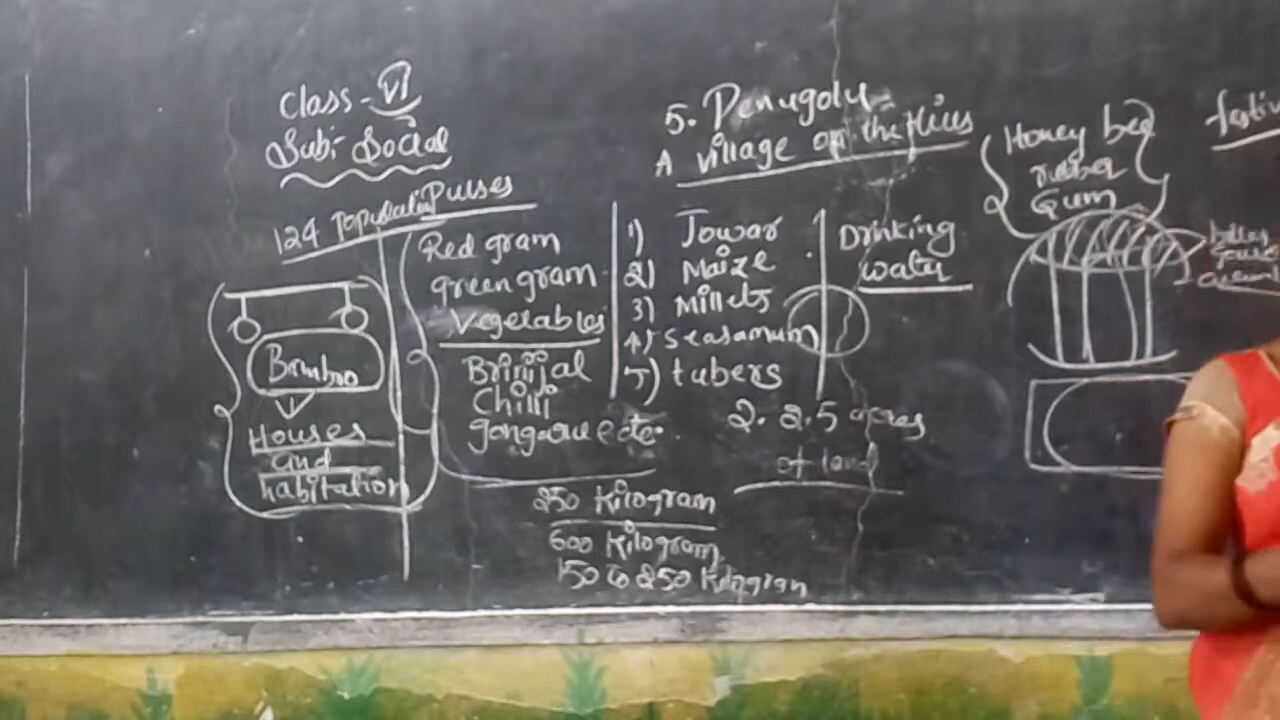 Class - VI
Sub:- Social
5. Penugolu -
A village on the Hills
124 Population
Pulses
Red gram
green gram
Vegetables
Brinjal
Chilli
gongura etc.
Bamboo
Houses
and
habitation
1) Jowar
2) Maize
3) Millets
4) Seasamum
5) tubers
Drinking
water
2. 2.5 acres
of land
250 Kilogram
600 Kilogram
150 to 250 Kilogram
Honey bee
Gum